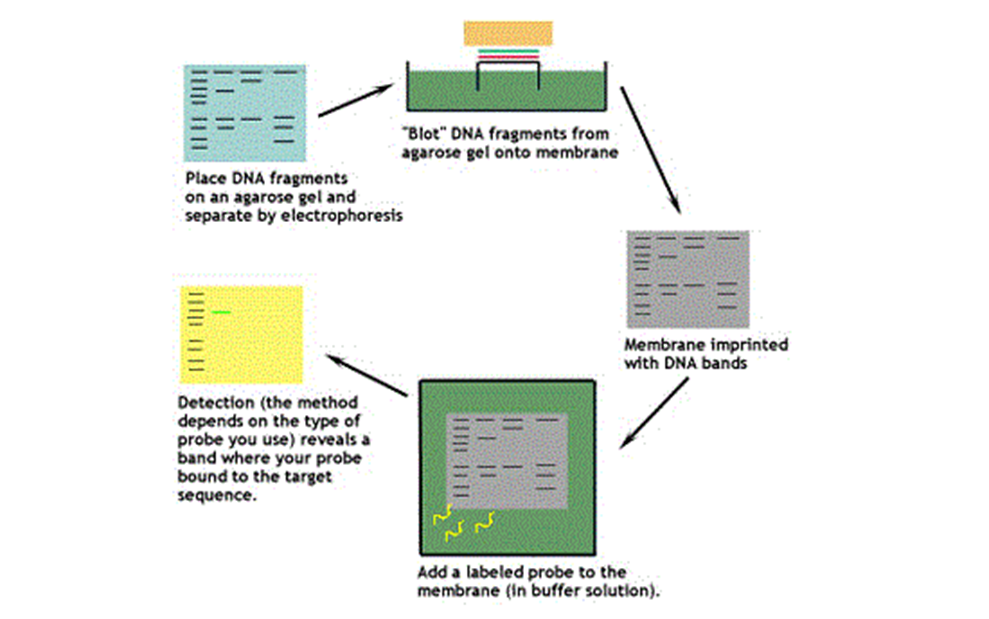 Place DNA fragments
on an agarose gel and
separate by electrophoresis
"Blot" DNA fragments from
agarose gel onto membrane
Membrane imprinted
with DNA bands
Add a labeled probe to the
membrane (in buffer solution).
Detection (the method
depends on the type of
probe you use) reveals a
band where your probe
bound to the target
sequence.